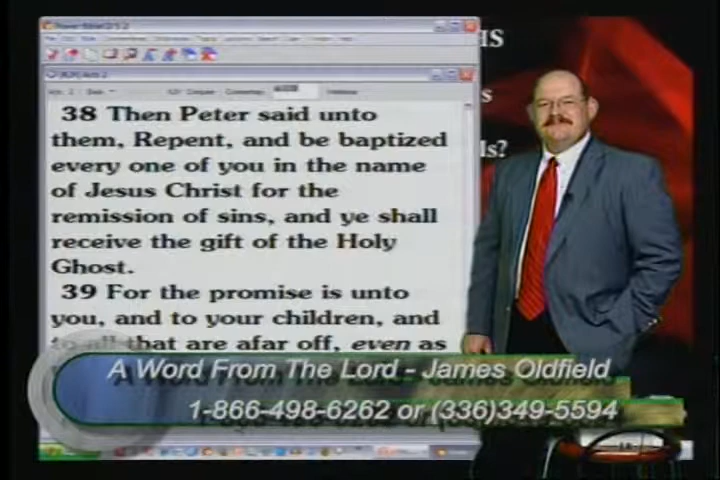 38 Then Peter said unto
them, Repent, and be baptized
every one of you in the name
of Jesus Christ for the
remission of sins, and ye shall
receive the gift of the Holy
Ghost.
39 For the promise is unto
you, and to your children, and
to all that are afar off, even as
A Word From The Lord - James Oldfield
1-866-498-6262 or (336)349-5594